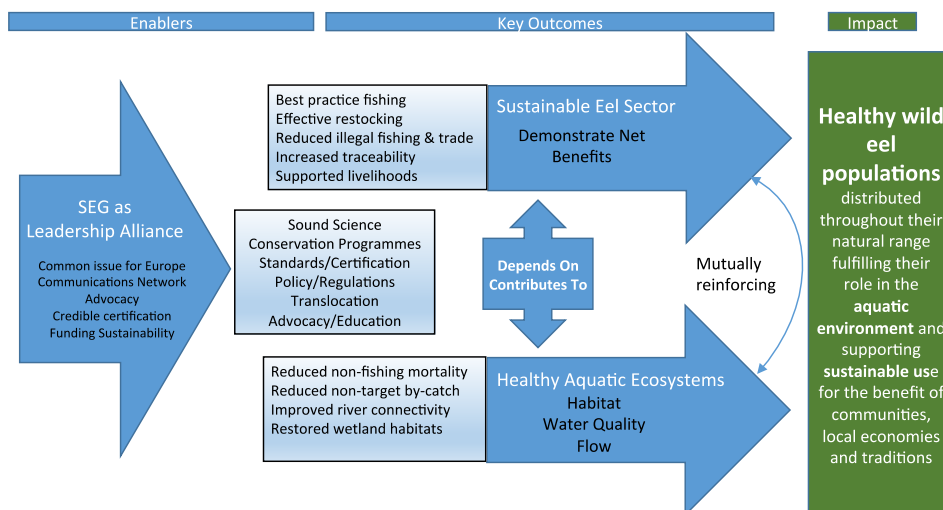 Enablers
Key Outcomes
Impact
SEG as
Leadership Alliance
Common issue for Europe
Communications Network
Advocacy
Credible certification
Funding Sustainability
Best practice fishing
Effective restocking
Reduced illegal fishing & trade
Increased traceability
Supported livelihoods
Sustainable Eel Sector
Demonstrate Net
Benefits
Sound Science
Conservation Programmes
Standards/Certification
Policy/Regulations
Translocation
Advocacy/Education
Depends On
Contributes To
Mutually
reinforcing
Reduced non-fishing mortality
Reduced non-target by-catch
Improved river connectivity
Restored wetland habitats
Healthy Aquatic Ecosystems
Habitat
Water Quality
Flow
Healthy wild
eel
populations
distributed
throughout their
natural range
fulfilling their
role in the
aquatic
environment and
supporting
sustainable use
for the benefit of
communities,
local economies
and traditions